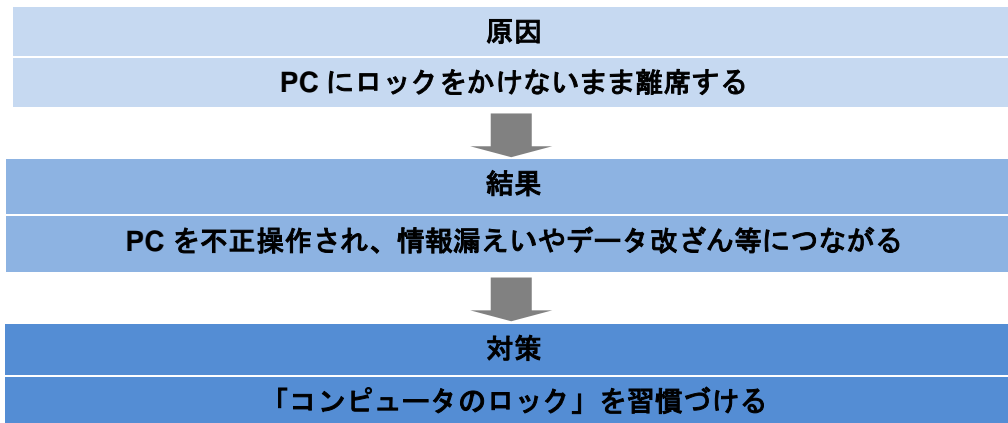 原因
PC にロックをかけないまま離席する
結果
PC を不正操作され、情報漏えいやデータ改ざん等につながる
対策
「コンピュータのロック」を習慣づける